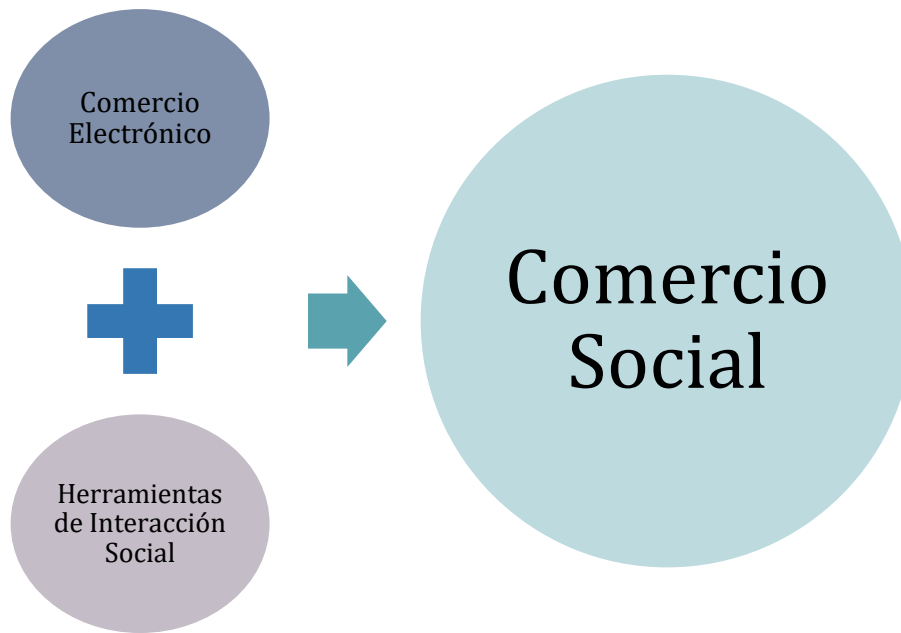 Comercio
Electrónico
Herramientas
de Interacción
Social
Comercio
Social